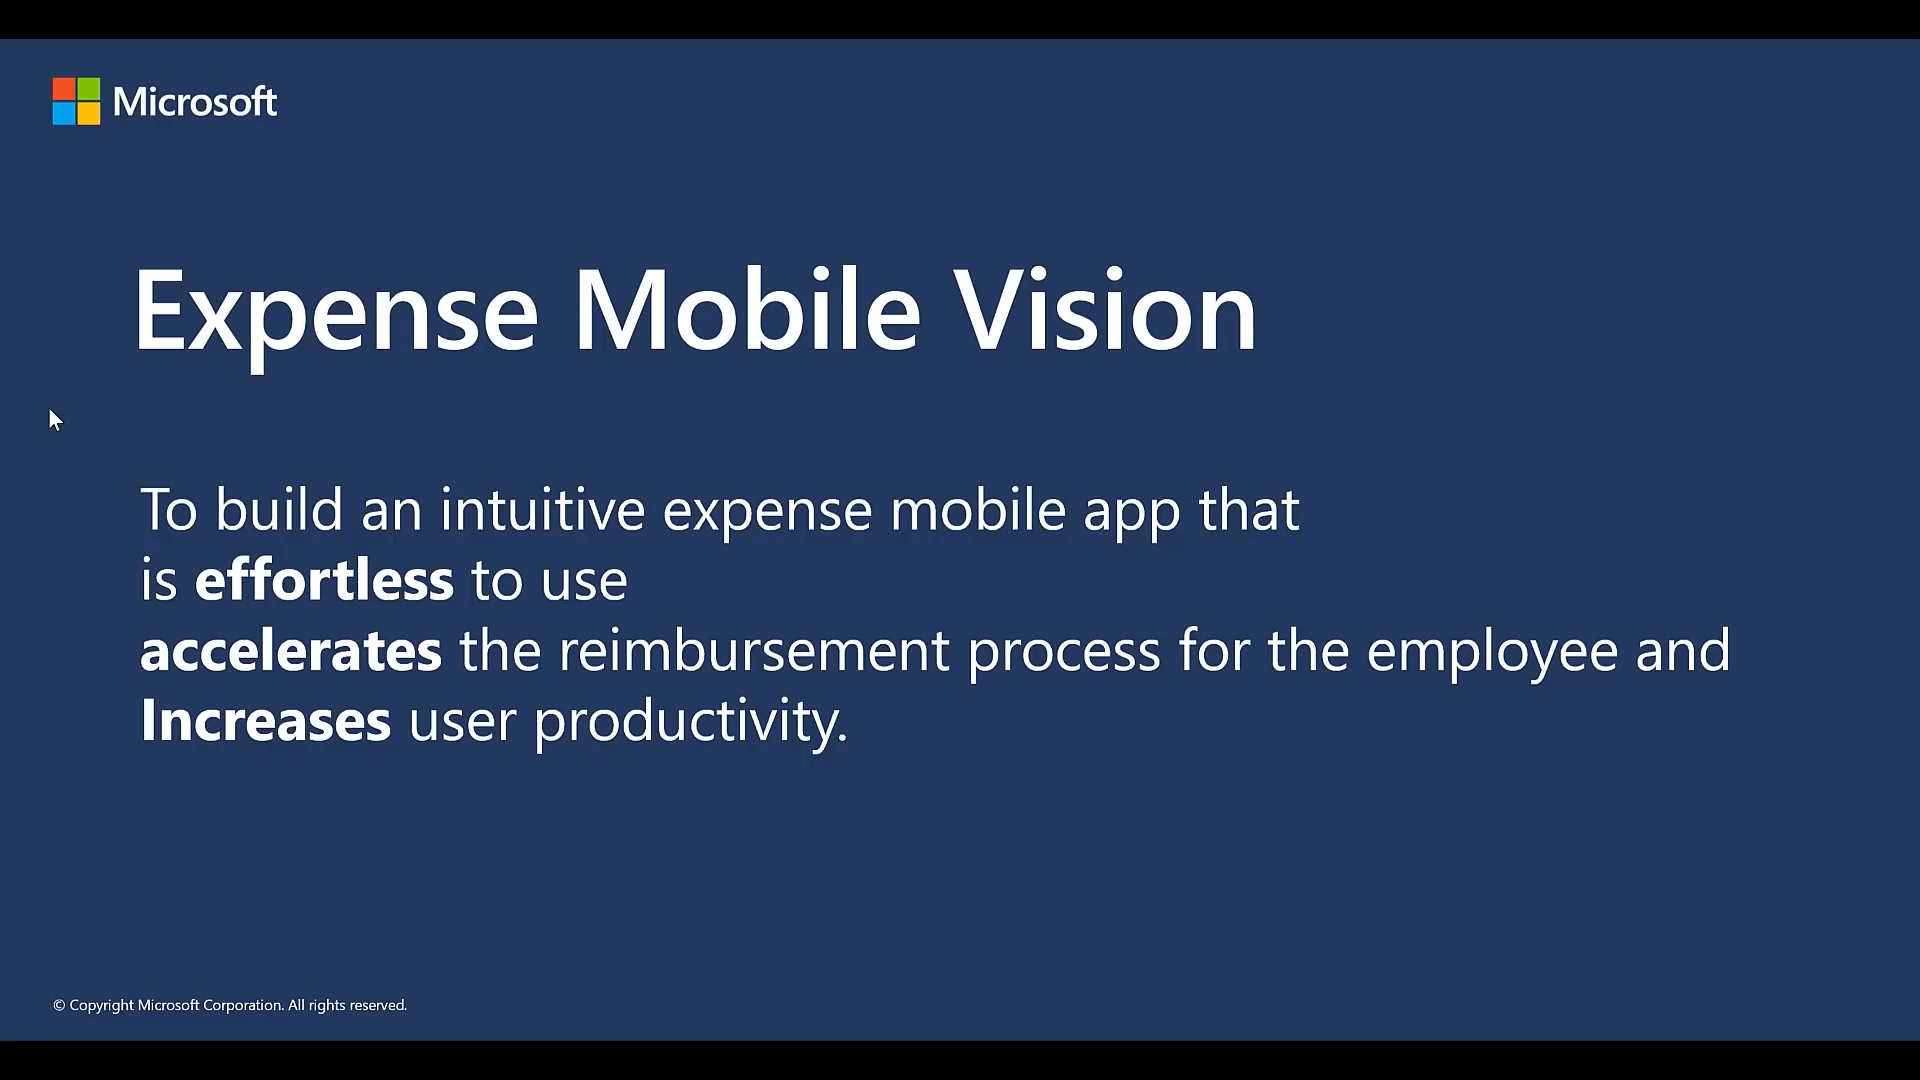 Microsoft
Expense Mobile Vision
To build an intuitive expense mobile app that
is effortless to use
accelerates the reimbursement process for the employee and
Increases user productivity.
© Copyright Microsoft Corporation. All rights reserved.